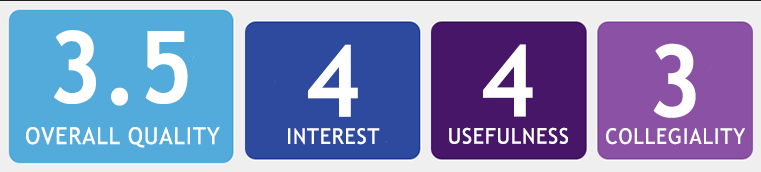 3.5
OVERALL QUALITY
4
INTEREST
4
USEFULNESS
3
COLLEGIALITY